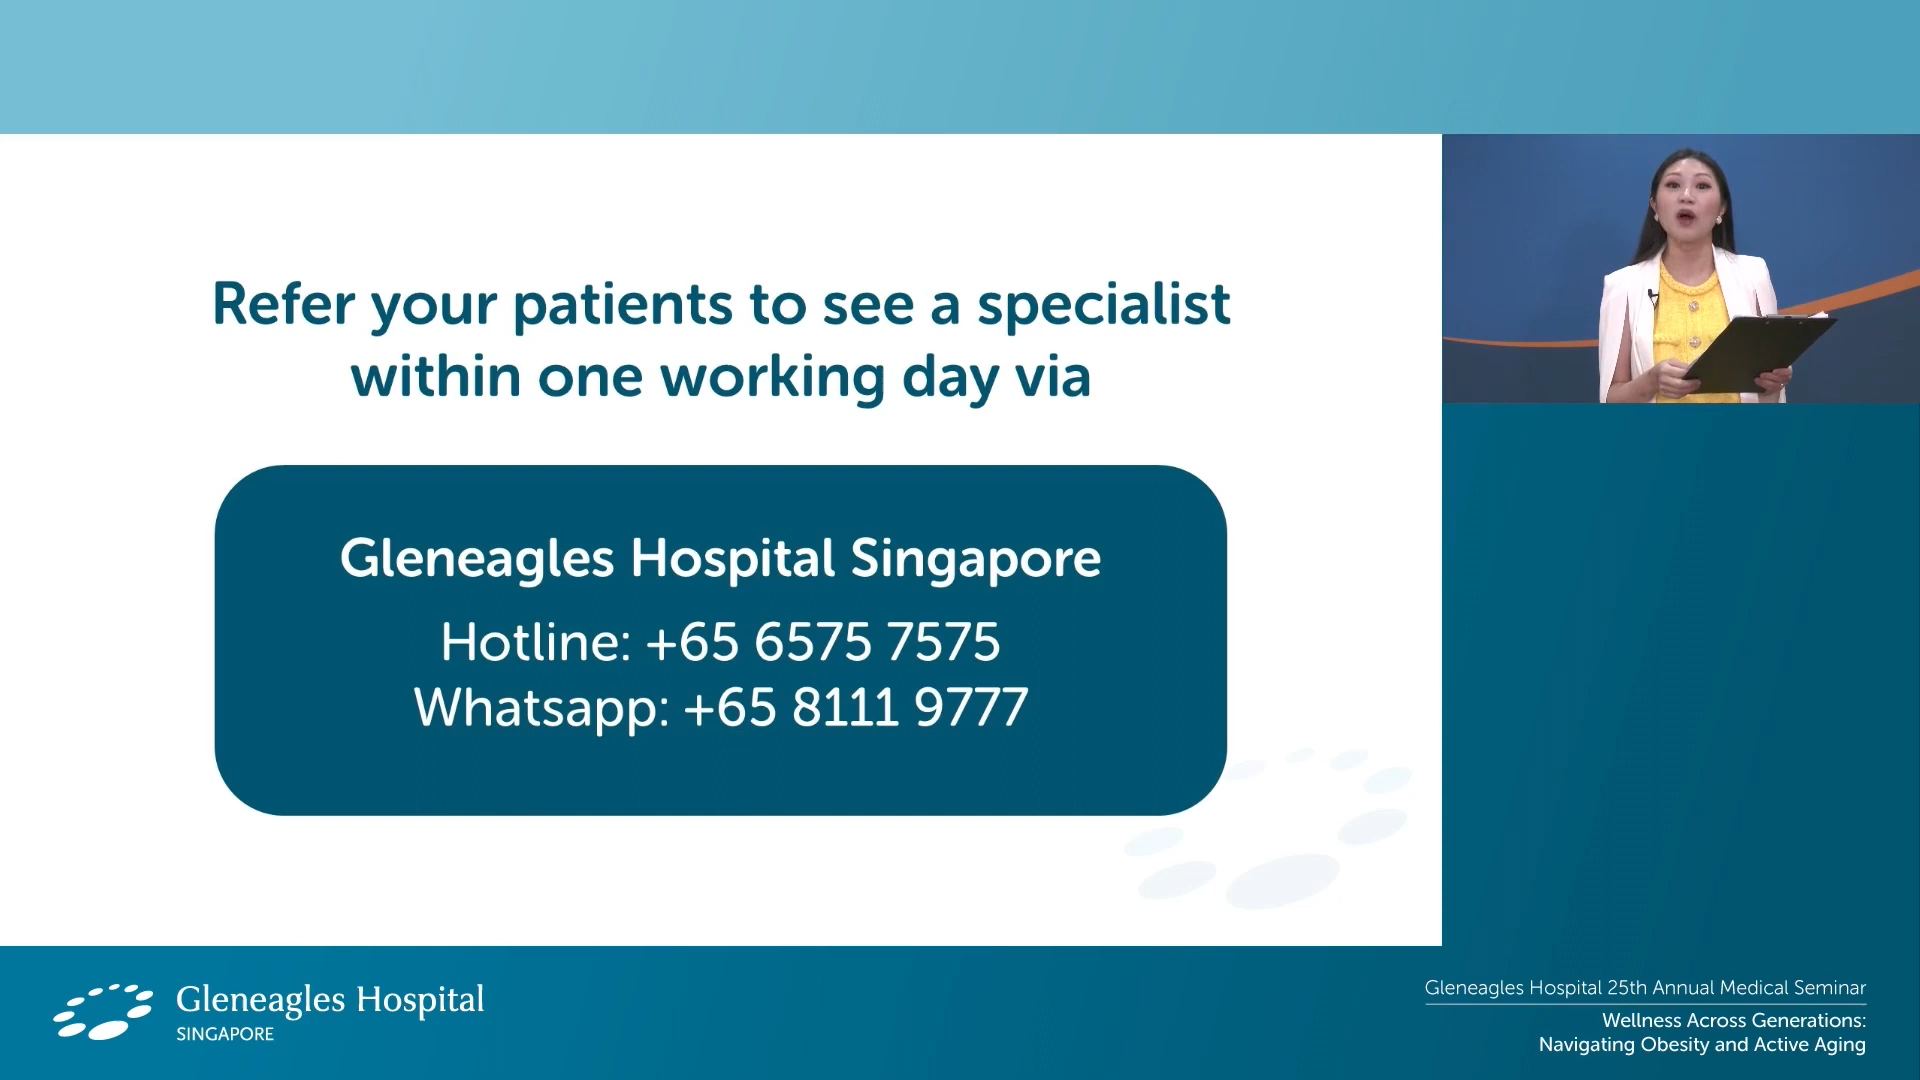 Refer your patients to see a specialist
within one working day via
Gleneagles Hospital Singapore
Hotline: +65 6575 7575
Whatsapp: +65 8111 9777
Gleneagles Hospital
SINGAPORE
Gleneagles Hospital 25th Annual Medical Seminar
Wellness Across Generations:
Navigating Obesity and Active Aging